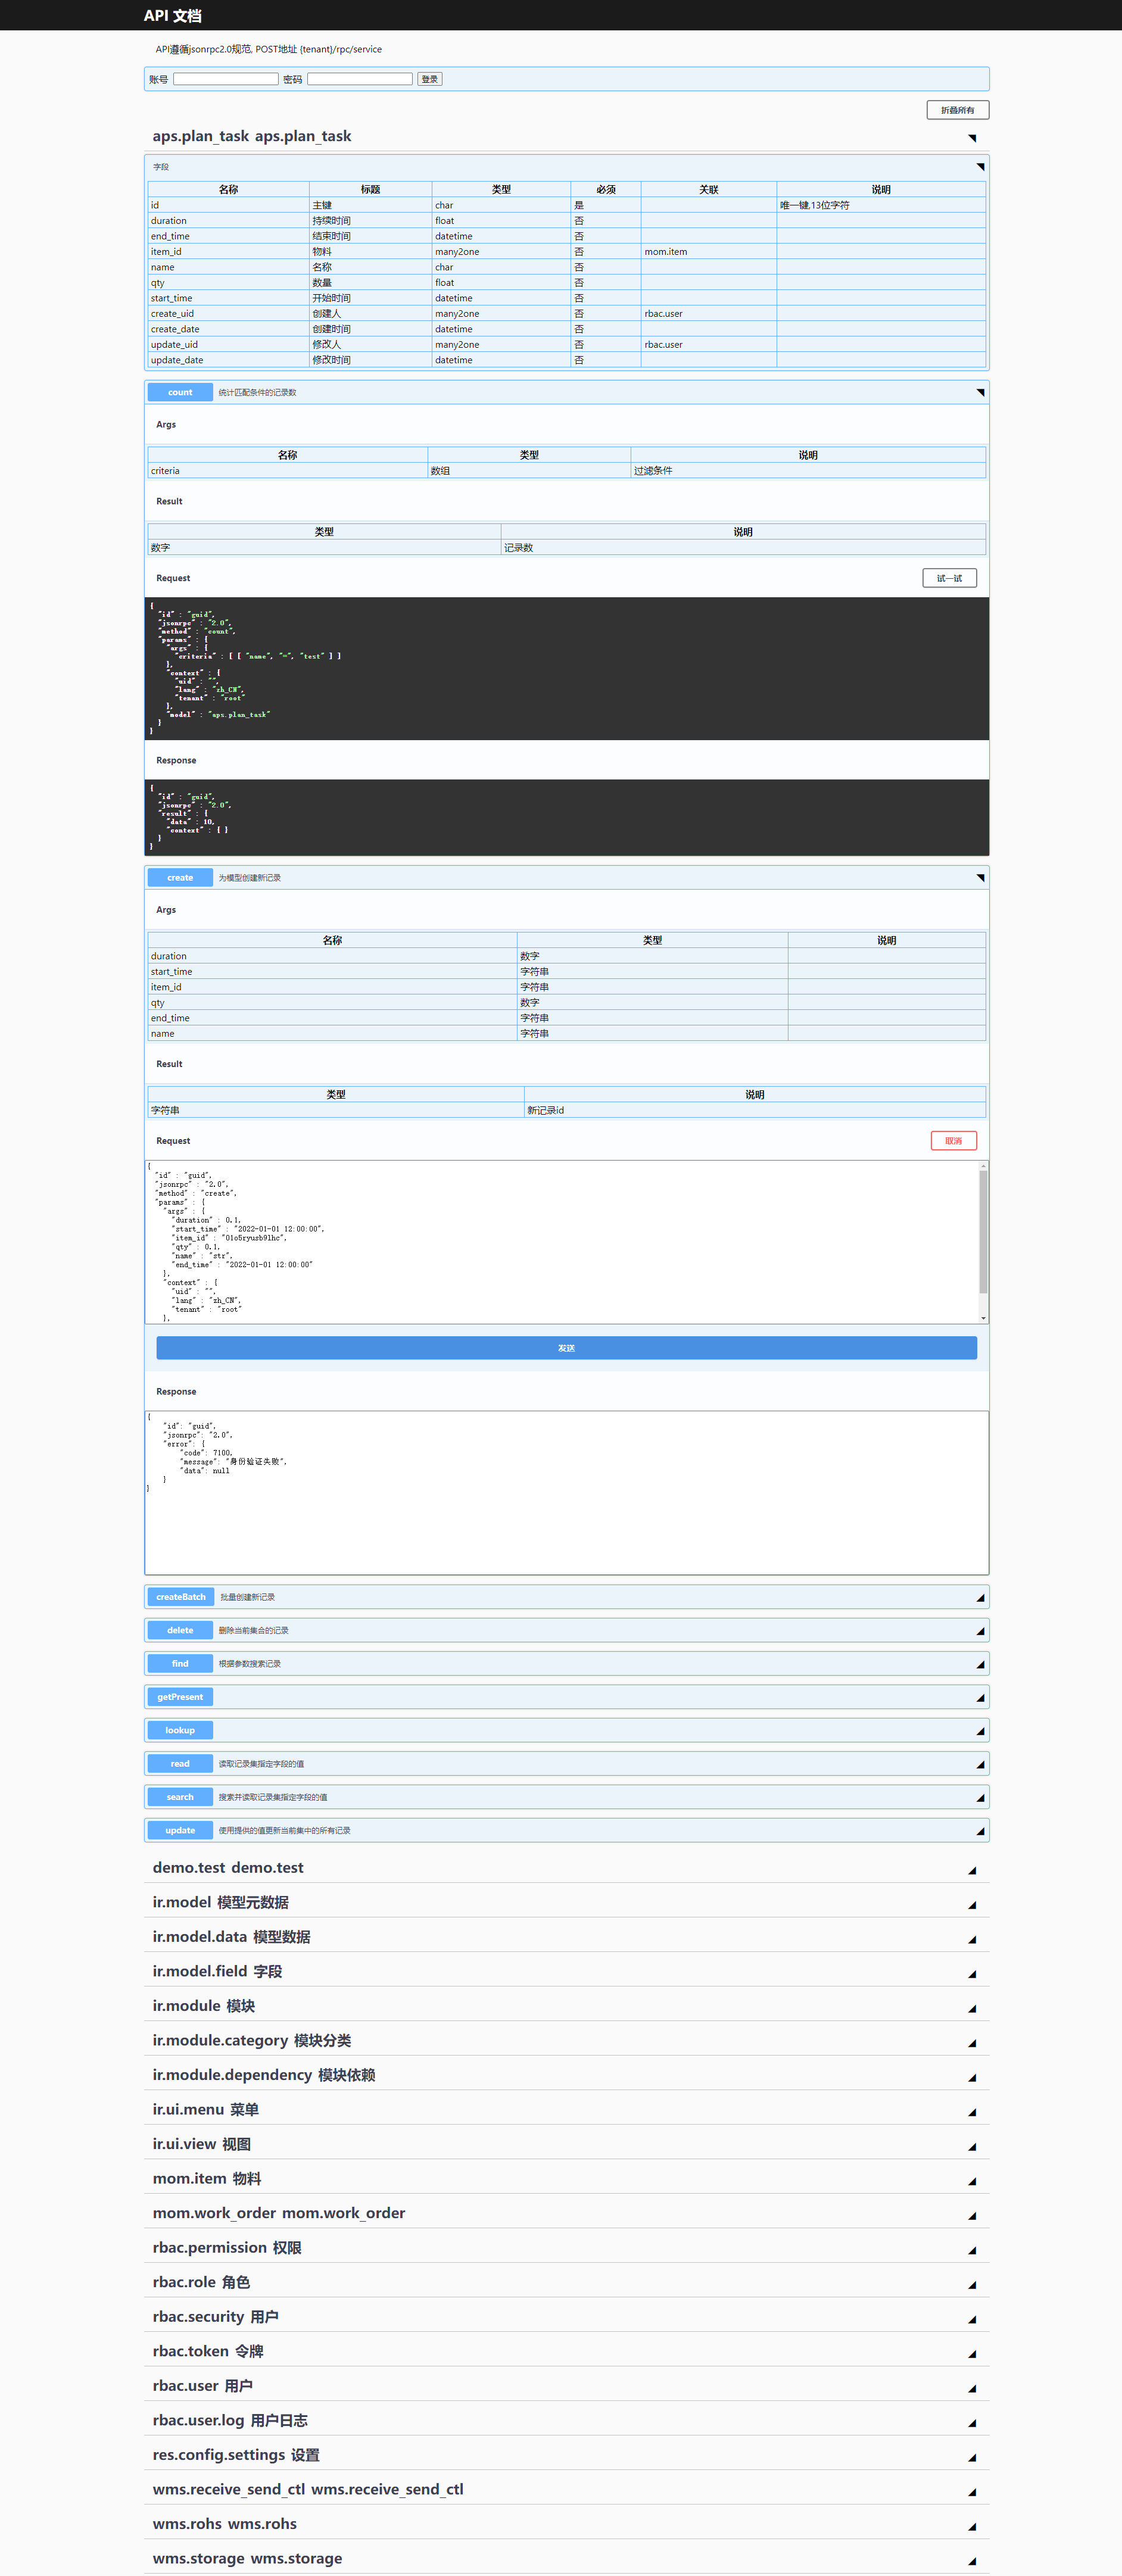 API 文档
API遵循jsonrpc2.0规范, POST地址 {tenant}/rpc/service
账号 密码 登录
折叠所有
aps.plan_task aps.plan_task
字段
名称 标题 类型 必须 关联 说明
id 主键 char 是 唯一键,13位字符
duration 持续时间 float 否
end_time 结束时间 datetime 否
item_id 物料 many2one 否 mom.item
name 名称 char 否
qty 数量 float 否
start_time 开始时间 datetime 否
create_uid 创建人 many2one 否 rbac.user
create_date 创建时间 datetime 否
update_uid 修改人 many2one 否 rbac.user
update_date 修改时间 datetime 否
count 统计匹配条件的记录数
Args
名称 类型 说明
criteria 数组 过滤条件
Result
类型 说明
数字 记录数
Request 试一试
{
"id" : "guid",
"jsonrpc" : "2.0",
"method" : "count",
"params" : {
"args" : {
"criteria" : [ [ "name", "=", "test" ] ]
},
"context" : {
"uid" : "",
"lang" : "zh_CN",
"tenant" : "root"
},
"model" : "aps.plan_task"
}
}
Response
{
"id" : "guid",
"jsonrpc" : "2.0",
"result" : {
"data" : 10,
"context" : { }
}
}
create 为模型创建新记录
Args
名称 类型 说明
duration 数字
start_time 字符串
item_id 字符串
qty 数字
end_time 字符串
name 字符串
Result
类型 说明
字符串 新记录id
Request 取消
{
"id" : "guid",
"jsonrpc" : "2.0",
"method" : "create",
"params" : {
"args" : {
"duration" : 0.1,
"start_time" : "2022-01-01 12:00:00",
"item_id" : "01o5ryusb9lhc",
"qty" : 0.1,
"name" : "str",
"end_time" : "2022-01-01 12:00:00"
},
"context" : {
"uid" : "",
"lang" : "zh_CN",
"tenant" : "root"
},
发送
Response
{
"id": "guid",
"jsonrpc": "2.0",
"error": {
"code": 7100,
"message": "身份验证失败",
"data": null
}
}
createBatch 批量创建新记录
delete 删除当前集合的记录
find 根据参数搜索记录
getPresent
lookup
read 读取记录集指定字段的值
search 搜索并读取记录集指定字段的值
update 使用提供的值更新当前集中的所有记录
demo.test demo.test
ir.model 模型元数据
ir.model.data 模型数据
ir.model.field 字段
ir.module 模块
ir.module.category 模块分类
ir.module.dependency 模块依赖
ir.ui.menu 菜单
ir.ui.view 视图
mom.item 物料
mom.work_order mom.work_order
rbac.permission 权限
rbac.role 角色
rbac.security 用户
rbac.token 令牌
rbac.user 用户
rbac.user.log 用户日志
res.config.settings 设置
wms.receive_send_ctl wms.receive_send_ctl
wms.rohs wms.rohs
wms.storage wms.storage